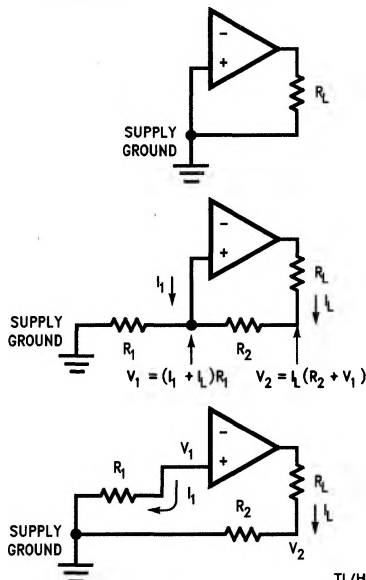 −
+
R_L
SUPPLY
GROUND
−
+
I_1
R_L
I_L
SUPPLY
GROUND
R_1
R_2
V_1 = (I_1 + I_L)R_1
V_2 = I_L(R_2 + V_1)
−
+
V_1
R_1
I_1
R_L
I_L
R_2
SUPPLY
GROUND
V_2
TL/H